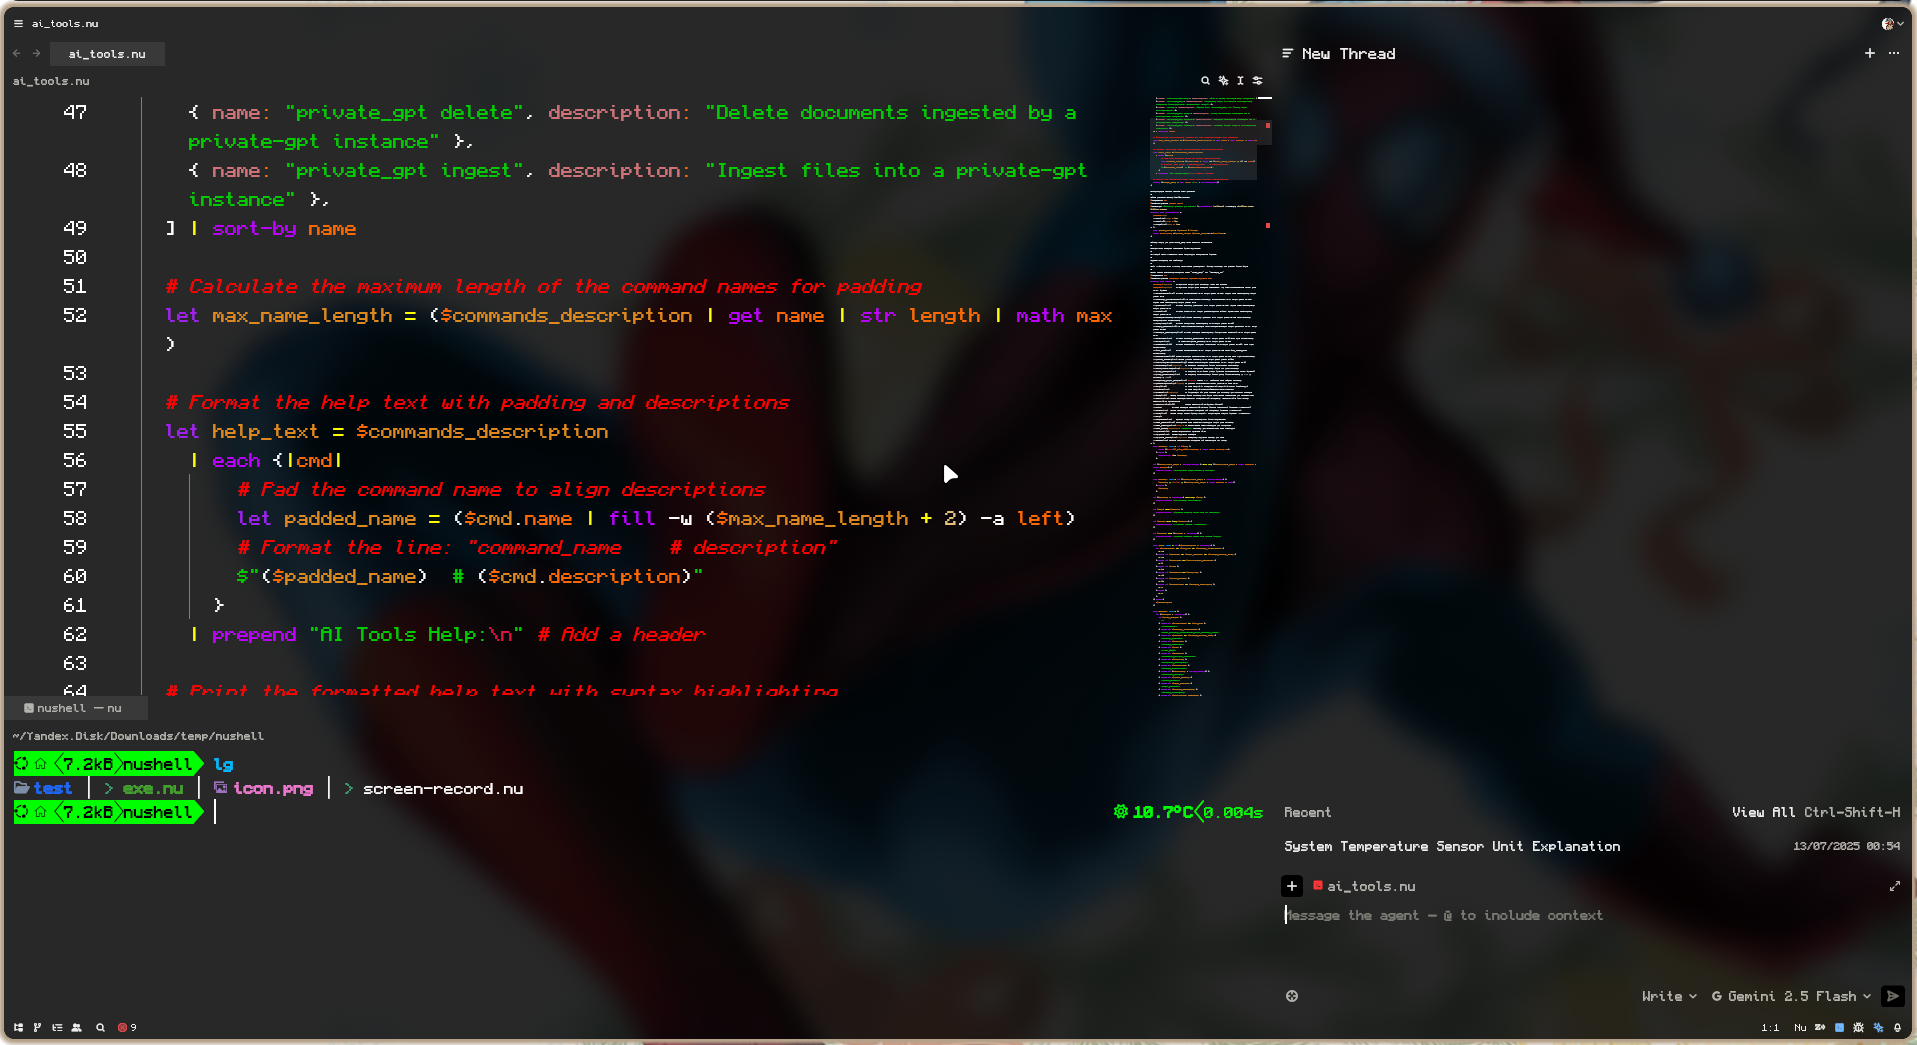 ai_tools.nu
ai_tools.nu
New Thread
ai_tools.nu
47 { name: "private_gpt delete", description: "Delete documents ingested by a
private-gpt instance" },
48 { name: "private_gpt ingest", description: "Ingest files into a private-gpt
instance" },
49 ] | sort-by name
50
51 # Calculate the maximum length of the command names for padding
52 let max_name_length = ($commands_description | get name | str length | math max
)
53
54 # Format the help text with padding and descriptions
55 let help_text = $commands_description
56 | each {|cmd|
57 # Pad the command name to align descriptions
58 let padded_name = ($cmd.name | fill -w ($max_name_length + 2) -a left)
59 # Format the line: "command_name    # description"
60 $"($padded_name)  # ($cmd.description)"
61 }
62 | prepend "AI Tools Help:\n" # Add a header
63
64 # Print the formatted help text with syntax highlighting
nushell — nu
~/Yandex.Disk/Downloads/temp/nushell
7.2kB nushell lg
test | > exe.nu | icon.png | > screen-record.nu
7.2kB nushell
10.7°C 0.004s
Recent
View All Ctrl-Shift-H
System Temperature Sensor Unit Explanation
13/07/2025 00:54
ai_tools.nu
Message the agent — @ to include context
Write
G Gemini 2.5 Flash
9
1:1
Nu